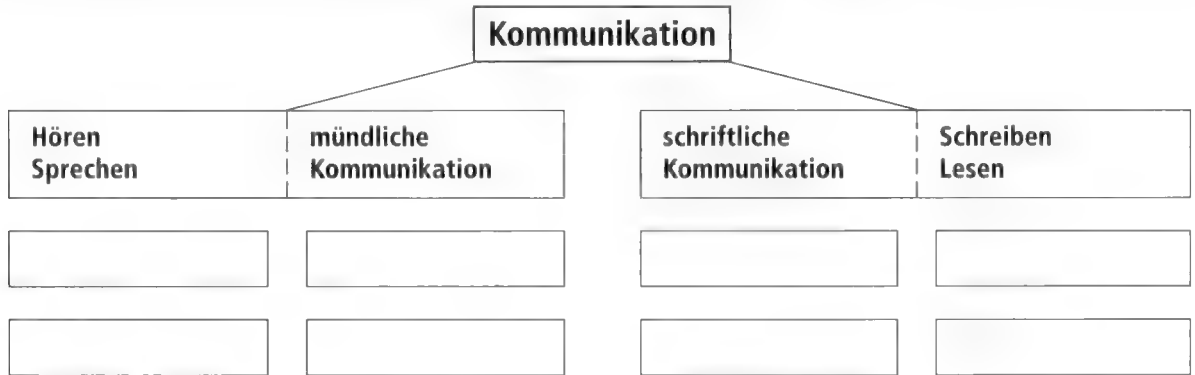 Kommunikation
Hören
Sprechen
mündliche
Kommunikation
schriftliche
Kommunikation
Schreiben
Lesen